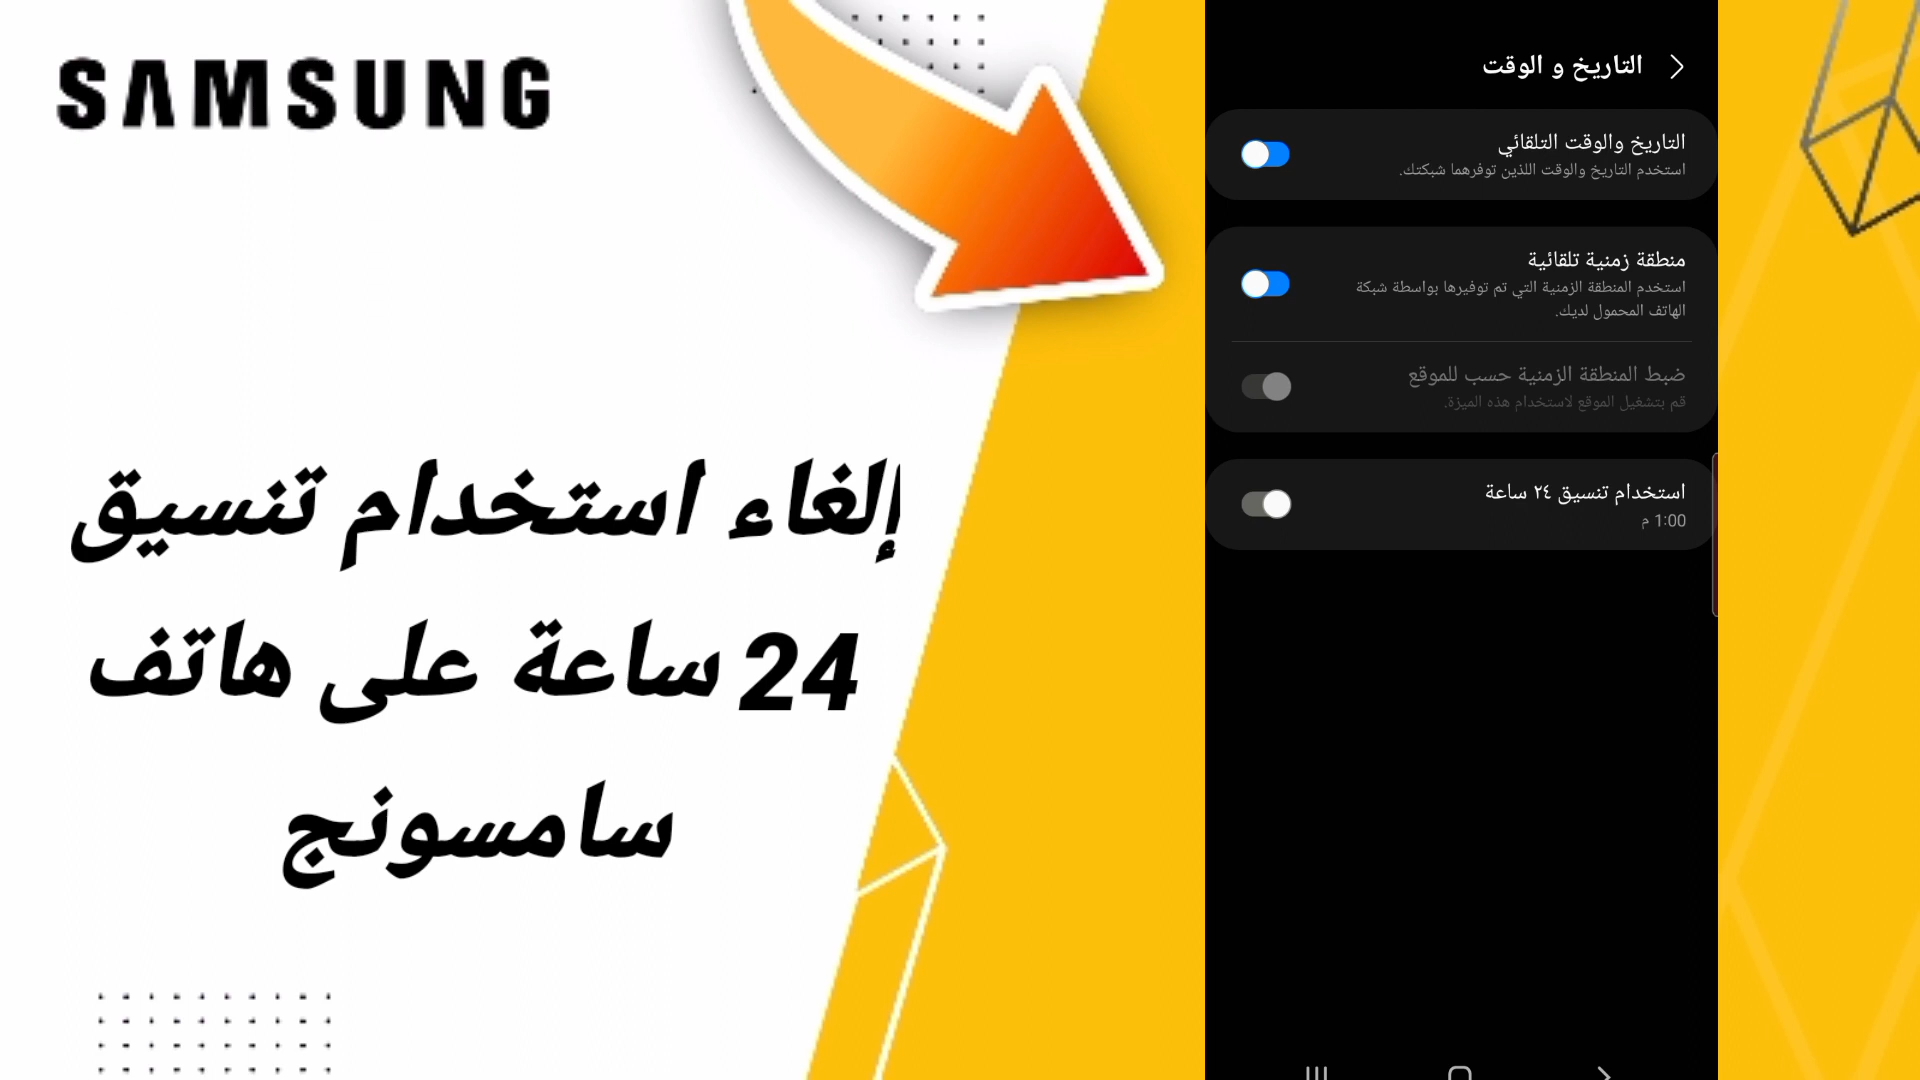 SAMSUNG
إلغاء استخدام تنسيق
24 ساعة على هاتف
سامسونج
التاريخ و الوقت
التاريخ والوقت التلقائي
استخدم التاريخ والوقت اللذين توفرهما شبكتك.
منطقة زمنية تلقائية
استخدم المنطقة الزمنية التي تم توفيرها بواسطة شبكة
الهاتف المحمول لديك.
ضبط المنطقة الزمنية حسب للموقع
قم بتشغيل الموقع لاستخدام هذه الميزة.
استخدام تنسيق ٢٤ ساعة
1:00 م